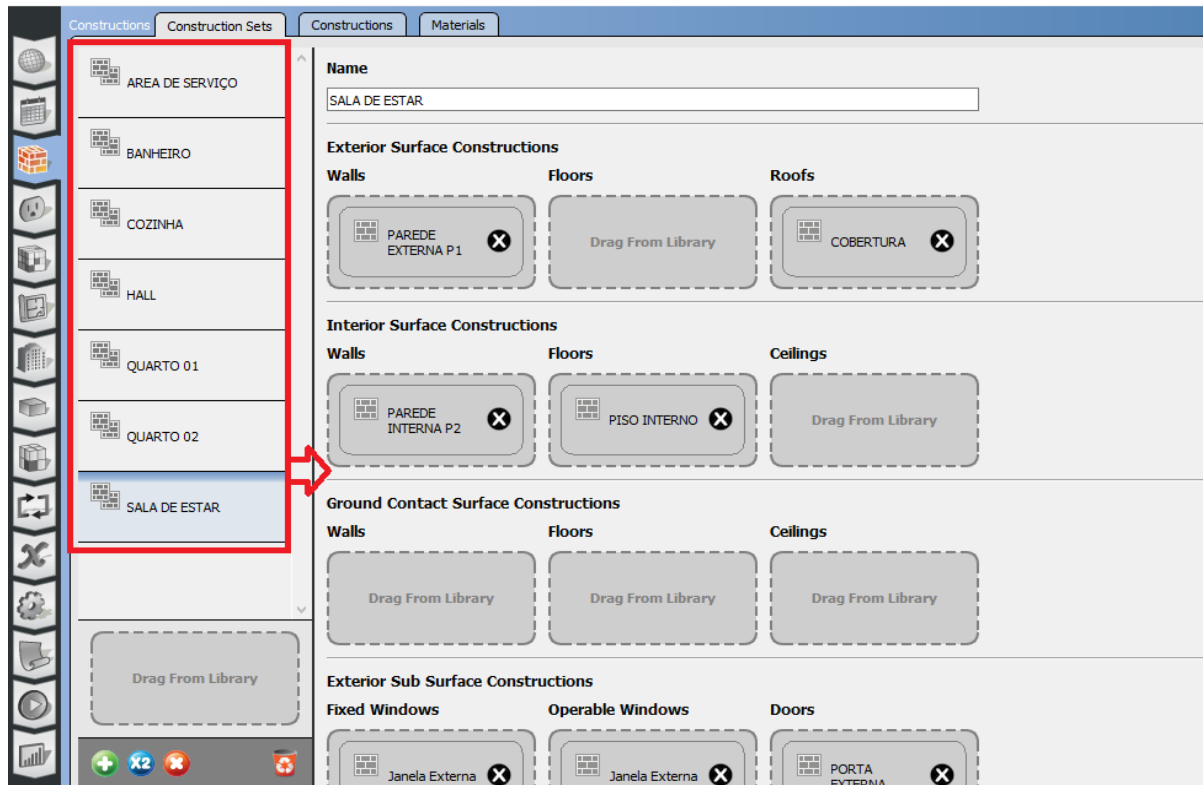 Constructions
Construction Sets
Constructions
Materials
AREA DE SERVIÇO
BANHEIRO
COZINHA
HALL
QUARTO 01
QUARTO 02
SALA DE ESTAR
Drag From Library
X2
Name
SALA DE ESTAR
Exterior Surface Constructions
Walls Floors Roofs
PAREDE
EXTERNA P1
Drag From Library
COBERTURA
Interior Surface Constructions
Walls Floors Ceilings
PAREDE
INTERNA P2
PISO INTERNO
Drag From Library
Ground Contact Surface Constructions
Walls Floors Ceilings
Drag From Library Drag From Library Drag From Library
Exterior Sub Surface Constructions
Fixed Windows Operable Windows Doors
Janela Externa
Janela Externa
PORTA
EXTERNA